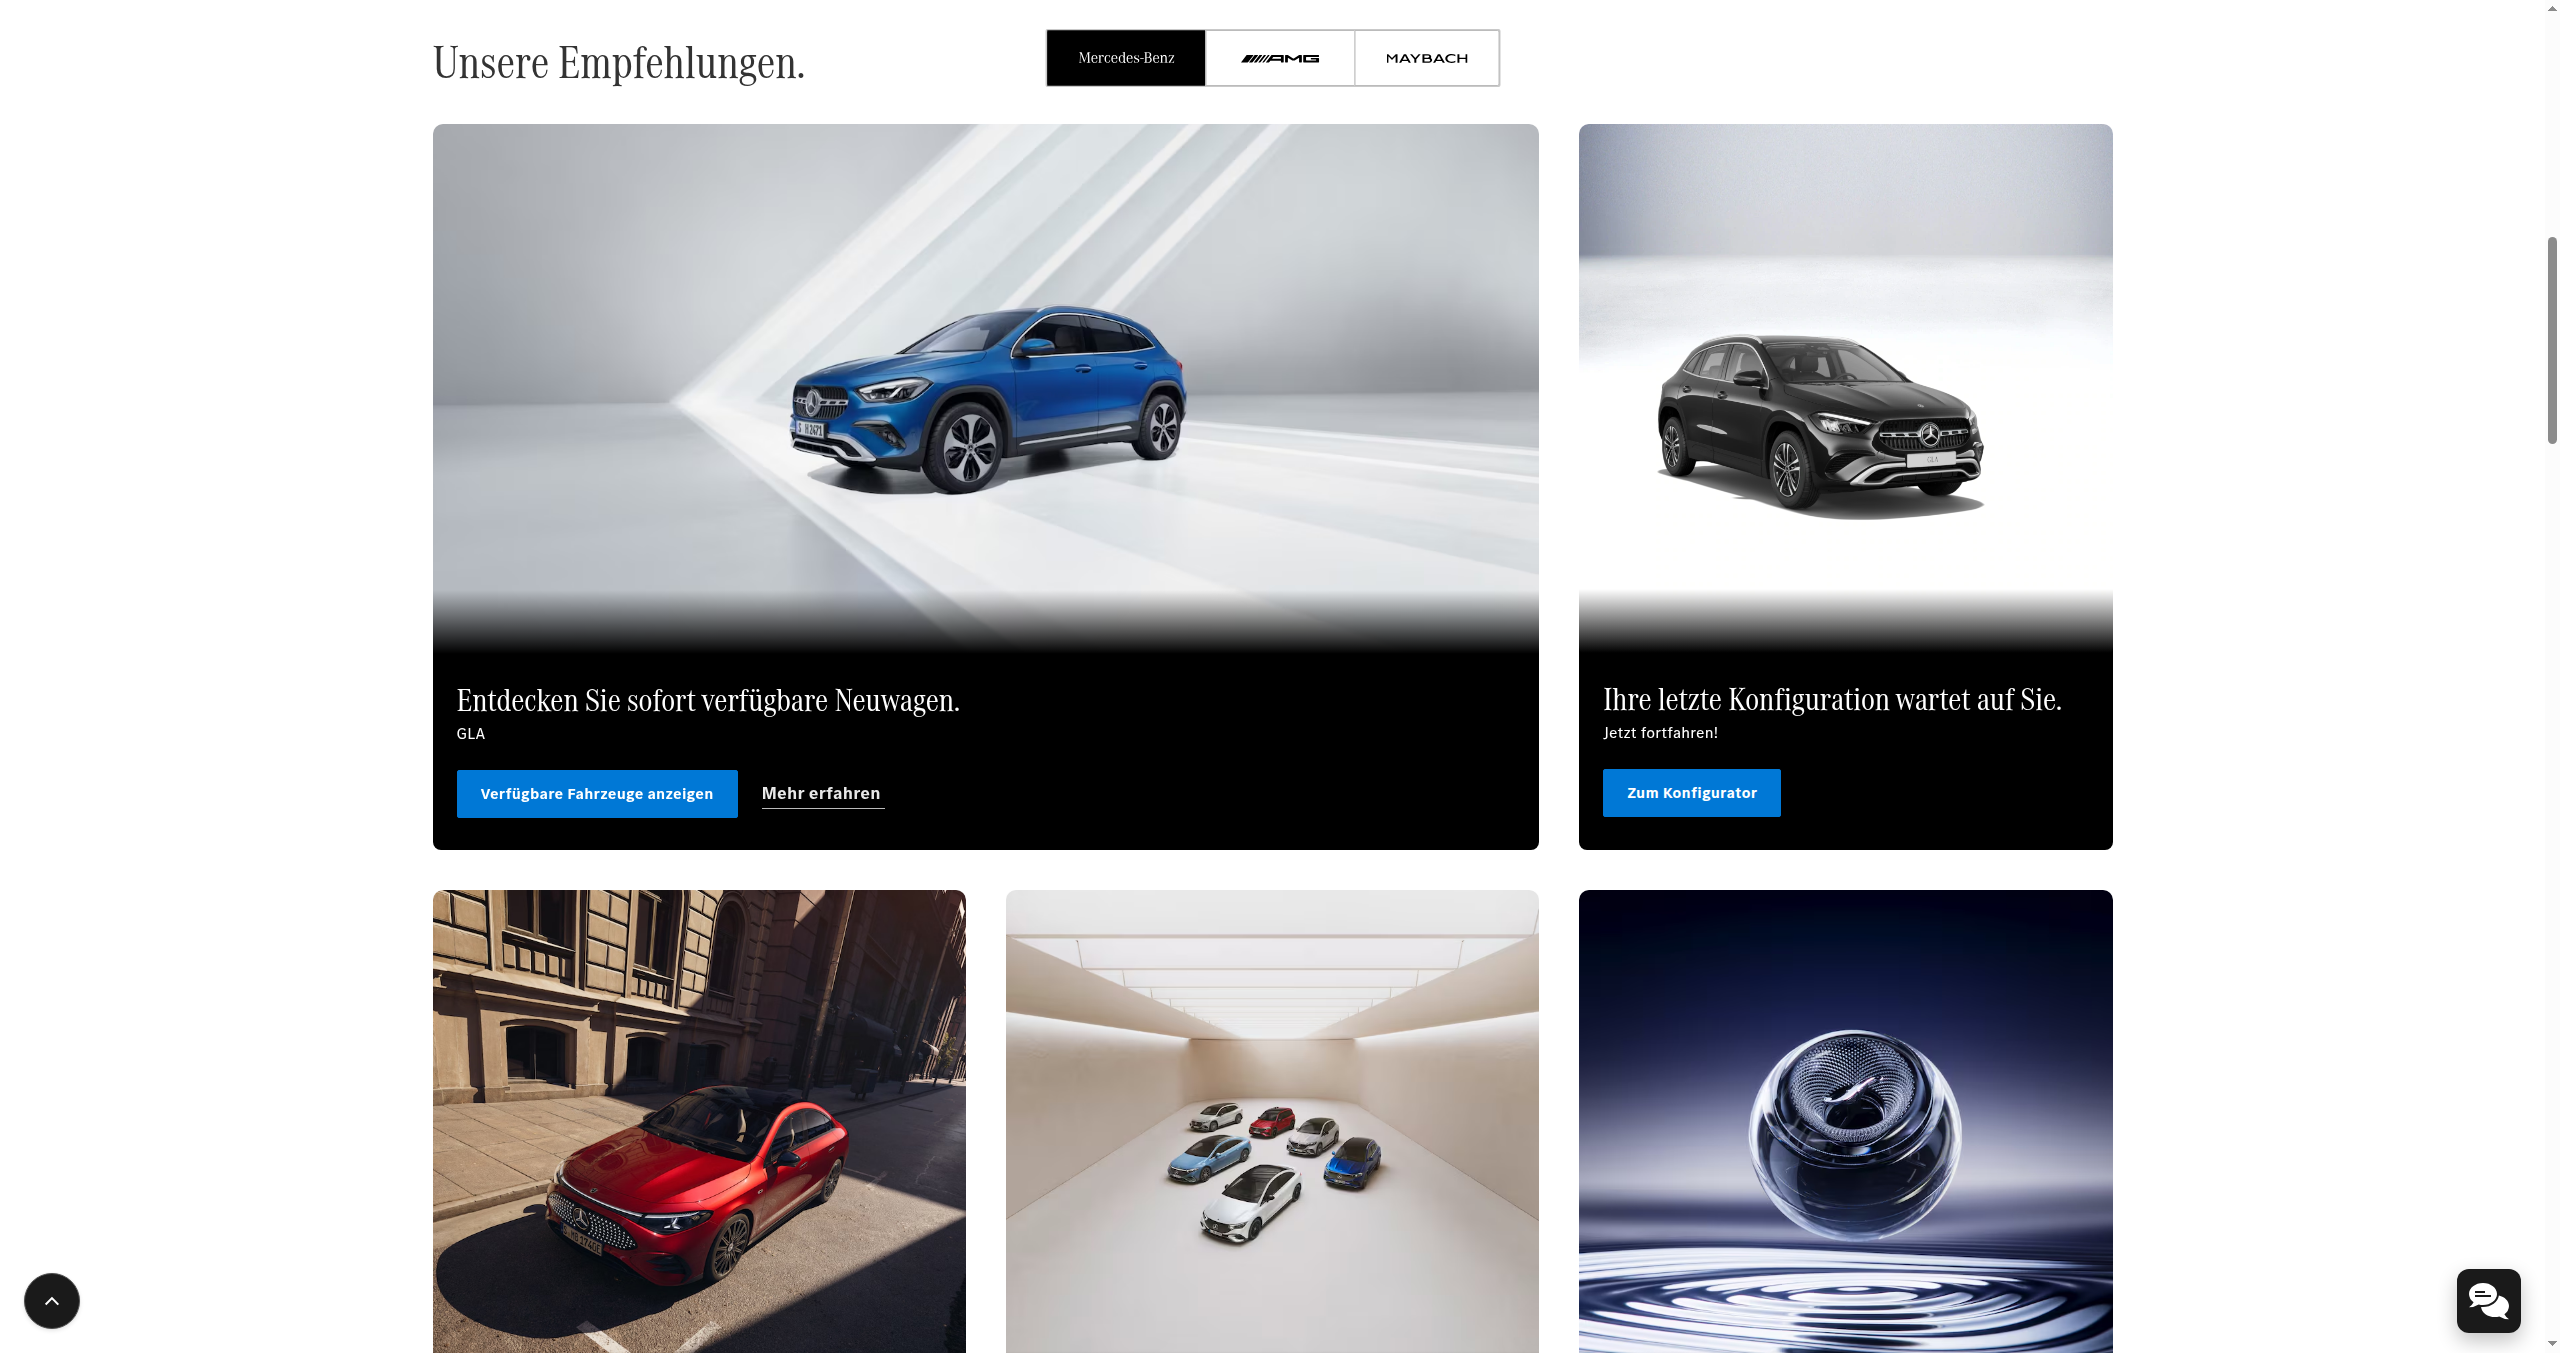 Unsere Empfehlungen.
Mercedes-Benz
AMG
MAYBACH
Entdecken Sie sofort verfügbare Neuwagen.
GLA
Verfügbare Fahrzeuge anzeigen
Mehr erfahren
GLA
Ihre letzte Konfiguration wartet auf Sie.
Jetzt fortfahren!
Zum Konfigurator